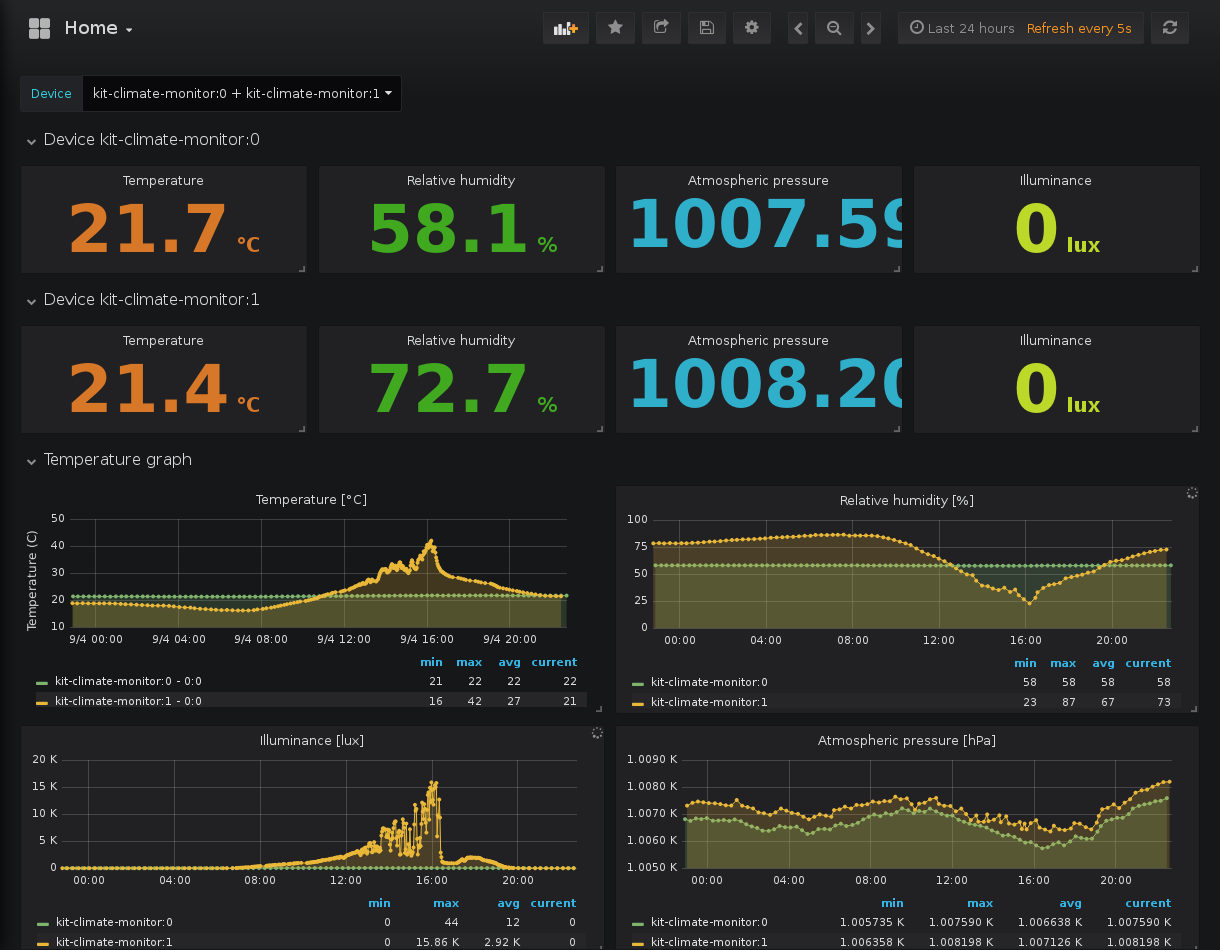 Home
Last 24 hours Refresh every 5s
Device kit-climate-monitor:0 + kit-climate-monitor:1
Device kit-climate-monitor:0
Temperature Relative humidity Atmospheric pressure Illuminance
21.7 °C 58.1 % 1007.59 0 lux
Device kit-climate-monitor:1
Temperature Relative humidity Atmospheric pressure Illuminance
21.4 °C 72.7 % 1008.20 0 lux
Temperature graph
Temperature [°C]
Temperature (C)
50
40
30
20
10
9/4 00:00 9/4 04:00 9/4 08:00 9/4 12:00 9/4 16:00 9/4 20:00
min max avg current
kit-climate-monitor:0 - 0:0 21 22 22 22
kit-climate-monitor:1 - 0:0 16 42 27 21
Relative humidity [%]
100
75
50
25
0
00:00 04:00 08:00 12:00 16:00 20:00
min max avg current
kit-climate-monitor:0 58 58 58 58
kit-climate-monitor:1 23 87 67 73
Illuminance [lux]
20 K
15 K
10 K
5 K
0
00:00 04:00 08:00 12:00 16:00 20:00
min max avg current
kit-climate-monitor:0 0 44 12 0
kit-climate-monitor:1 0 15.86 K 2.92 K 0
Atmospheric pressure [hPa]
1.0090 K
1.0080 K
1.0070 K
1.0060 K
1.0050 K
00:00 04:00 08:00 12:00 16:00 20:00
min max avg current
kit-climate-monitor:0 1.005735 K 1.007590 K 1.006638 K 1.007590 K
kit-climate-monitor:1 1.006358 K 1.008198 K 1.007126 K 1.008198 K